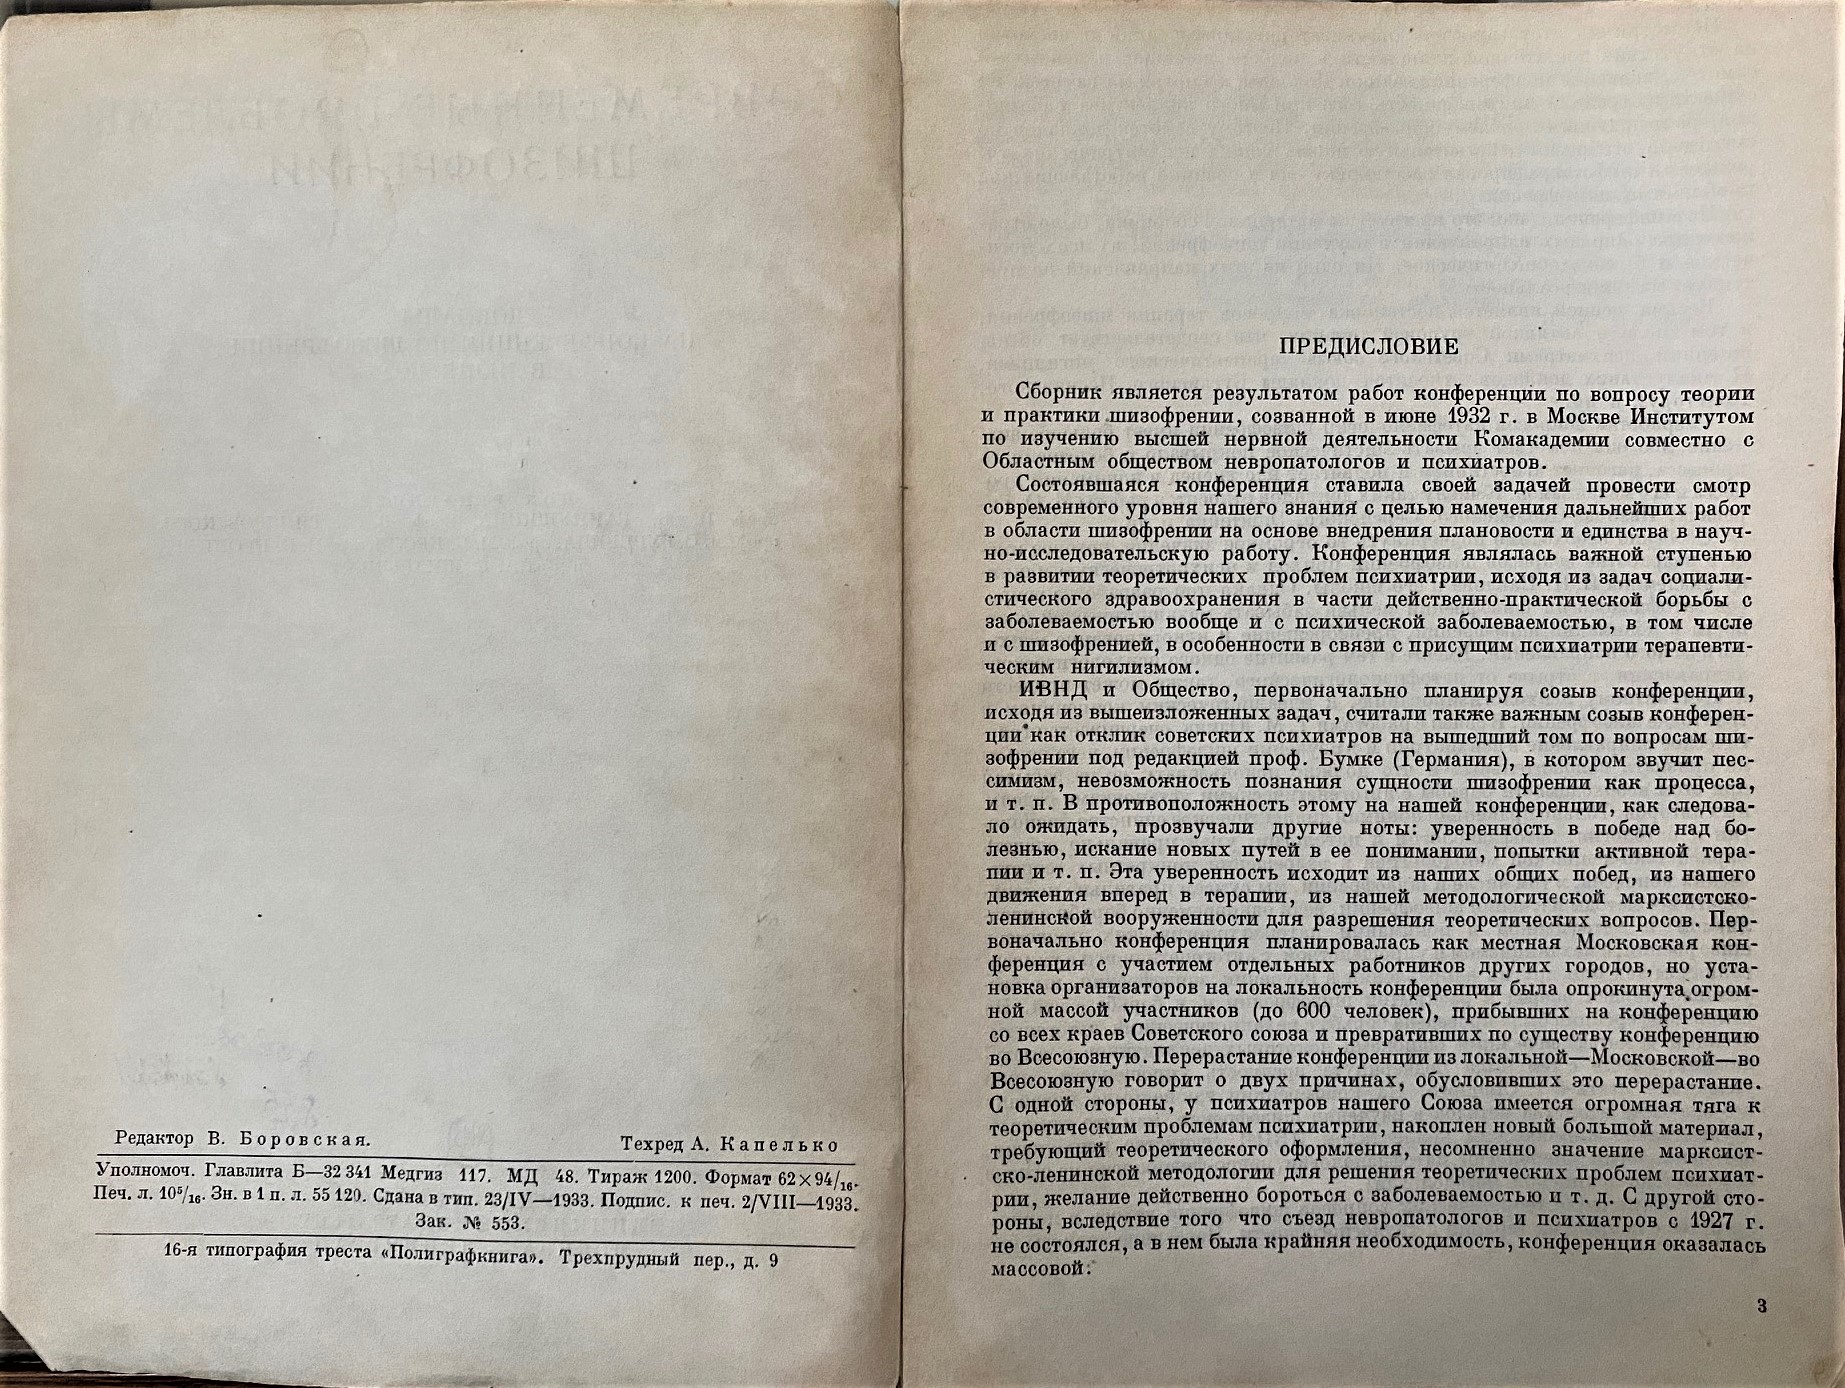 Редактор В. Боровская.
Техред А. Капелько
Уполномоч. Главлита Б—32 341 Медгиз 117. МД 48. Тираж 1200. Формат 62×94/16.
Печ. л. 10⁵/₁₆. Зн. в 1 п. л. 55 120. Сдана в тип. 23/IV—1933. Подпис. к печ. 2/VIII—1933.
Зак. № 553.
16-я типография треста «Полиграфкнига». Трехпрудный пер., д. 9
ПРЕДИСЛОВИЕ
Сборник является результатом работ конференции по вопросу теории
и практики шизофрении, созванной в июне 1932 г. в Москве Институтом
по изучению высшей нервной деятельности Комакадемии совместно с
Областным обществом невропатологов и психиатров.
Состоявшаяся конференция ставила своей задачей провести смотр
современного уровня нашего знания с целью намечения дальнейших работ
в области шизофрении на основе внедрения плановости и единства в науч-
но-исследовательскую работу. Конференция являлась важной ступенью
в развитии теоретических проблем психиатрии, исходя из задач социали-
стического здравоохранения в части действенно-практической борьбы с
заболеваемостью вообще и с психической заболеваемостью, в том числе
и с шизофренией, в особенности в связи с присущим психиатрии терапевти-
ческим нигилизмом.
ИВНД и Общество, первоначально планируя созыв конференции,
исходя из вышеизложенных задач, считали также важным созыв конферен-
ции как отклик советских психиатров на вышедший том по вопросам ши-
зофрении под редакцией проф. Бумке (Германия), в котором звучит пес-
симизм, невозможность познания сущности шизофрении как процесса,
и т. п. В противоположность этому на нашей конференции, как следова-
ло ожидать, прозвучали другие ноты: уверенность в победе над бо-
лезнью, искание новых путей в ее понимании, попытки активной тера-
пии и т. п. Эта уверенность исходит из наших общих побед, из нашего
движения вперед в терапии, из нашей методологической марксистско-
ленинской вооруженности для разрешения теоретических вопросов. Пер-
воначально конференция планировалась как местная Московская кон-
ференция с участием отдельных работников других городов, но уста-
новка организаторов на локальность конференции была опрокинута огром-
ной массой участников (до 600 человек), прибывших на конференцию
со всех краев Советского союза и превративших по существу конференцию
во Всесоюзную. Перерастание конференции из локальной—Московской—во
Всесоюзную говорит о двух причинах, обусловивших это перерастание.
С одной стороны, у психиатров нашего Союза имеется огромная тяга к
теоретическим проблемам психиатрии, накоплен новый большой материал,
требующий теоретического оформления, несомненно значение марксист-
ско-ленинской методологии для решения теоретических проблем психиат-
рии, желание действенно бороться с заболеваемостью и т. д. С другой сто-
роны, вследствие того что съезд невропатологов и психиатров с 1927 г.
не состоялся, а в нем была крайняя необходимость, конференция оказалась
массовой.
3